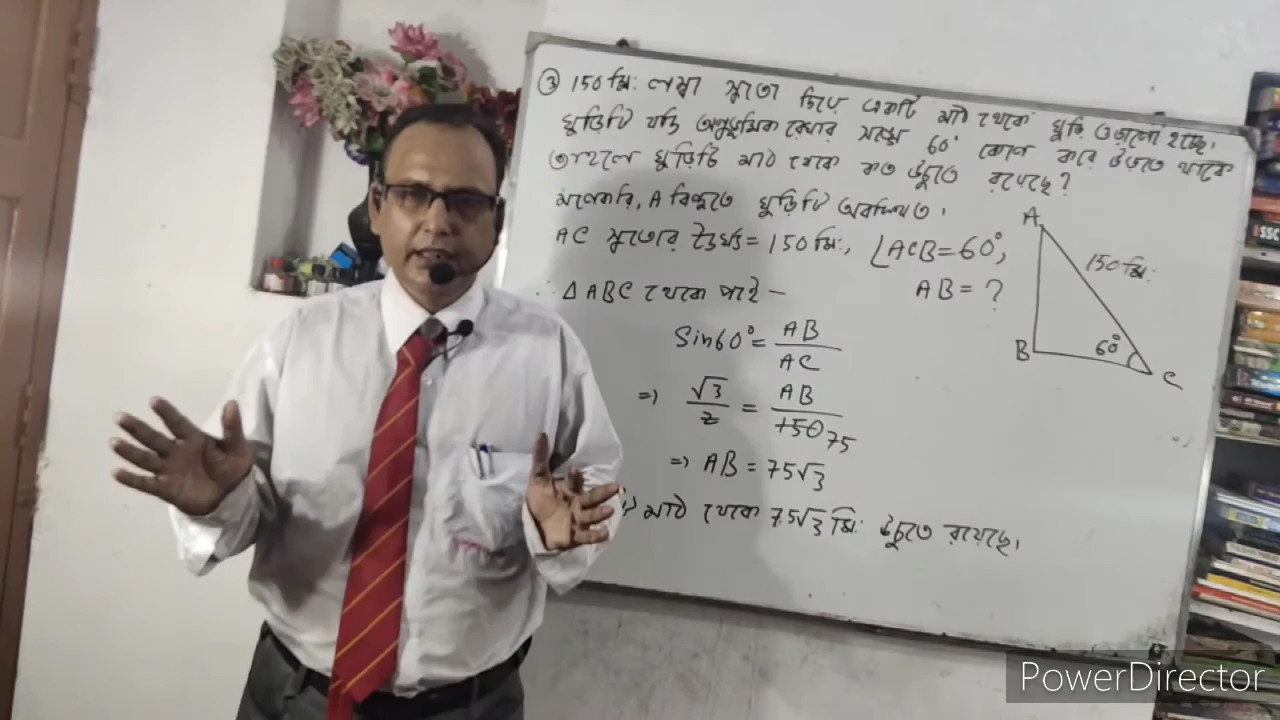 ③ 150 মি: লম্বা সুতো দিয়ে একটি মাঠ থেকে ঘুড়ি ওড়ানো হচ্ছে।
ঘুড়িটি যদি অনুভূমিক রেখার সঙ্গে 60° কোণ করে উড়তে থাকে
তাহলে ঘুড়িটি মাঠ থেকে কত উঁচুতে রয়েছে?
মনেকরি, A বিন্দুতে ঘুড়িটি অবস্থিত।
AC সুতোর দৈর্ঘ্য = 150 মি:, ∠ACB = 60°,
AB = ?
∴ Δ ABC থেকে পাই —
Sin60° = AB/AC
=> √3/2 = AB/150 75
=> AB = 75√3
মাঠ থেকে 75√3 মি: উঁচুতে রয়েছে।
A
150 মি:
B
60°
C
SSC
PowerDirector